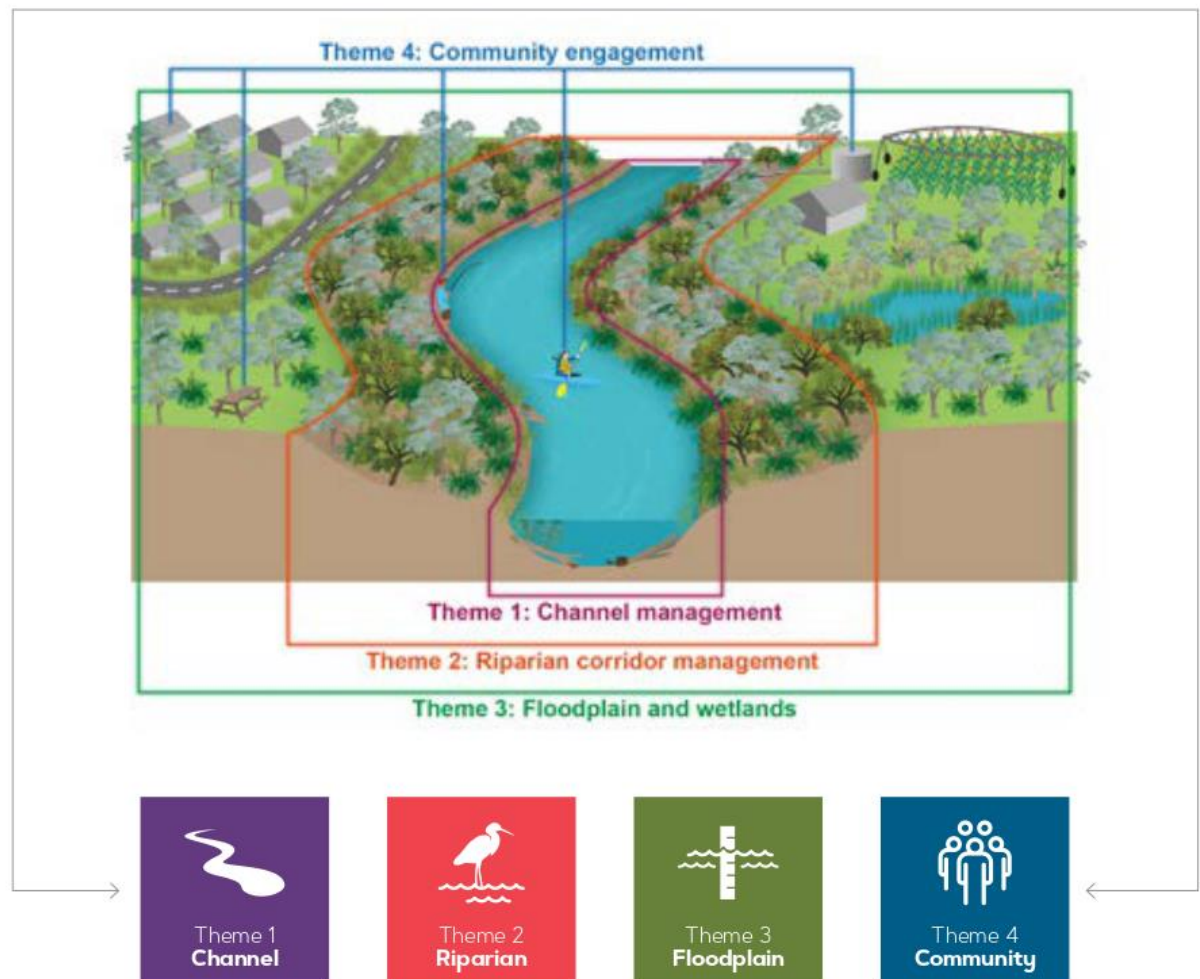 Theme 4: Community engagement
Theme 1: Channel management
Theme 2: Riparian corridor management
Theme 3: Floodplain and wetlands
Theme 1
Channel
Theme 2
Riparian
Theme 3
Floodplain
Theme 4
Community